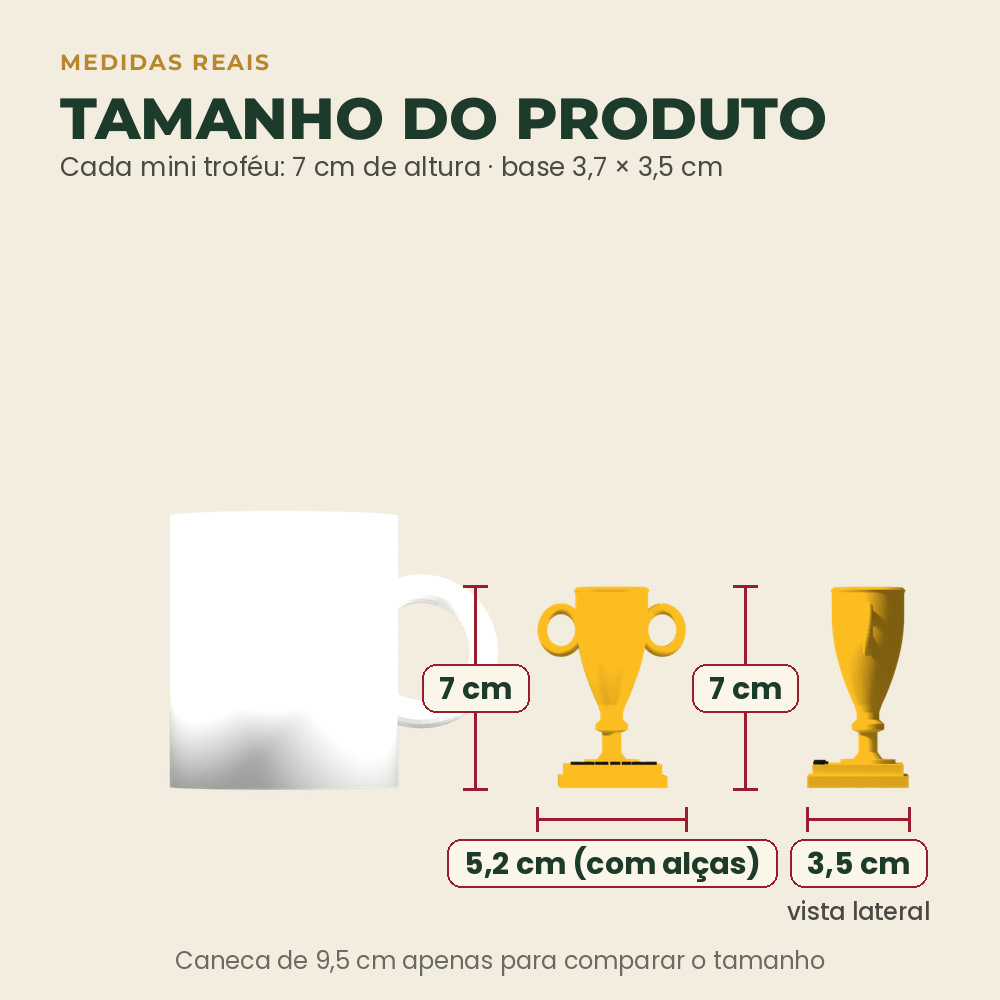 MEDIDAS REAIS
TAMANHO DO PRODUTO
Cada mini troféu: 7 cm de altura · base 3,7 × 3,5 cm
7 cm
7 cm
5,2 cm (com alças)
3,5 cm
vista lateral
Caneca de 9,5 cm apenas para comparar o tamanho